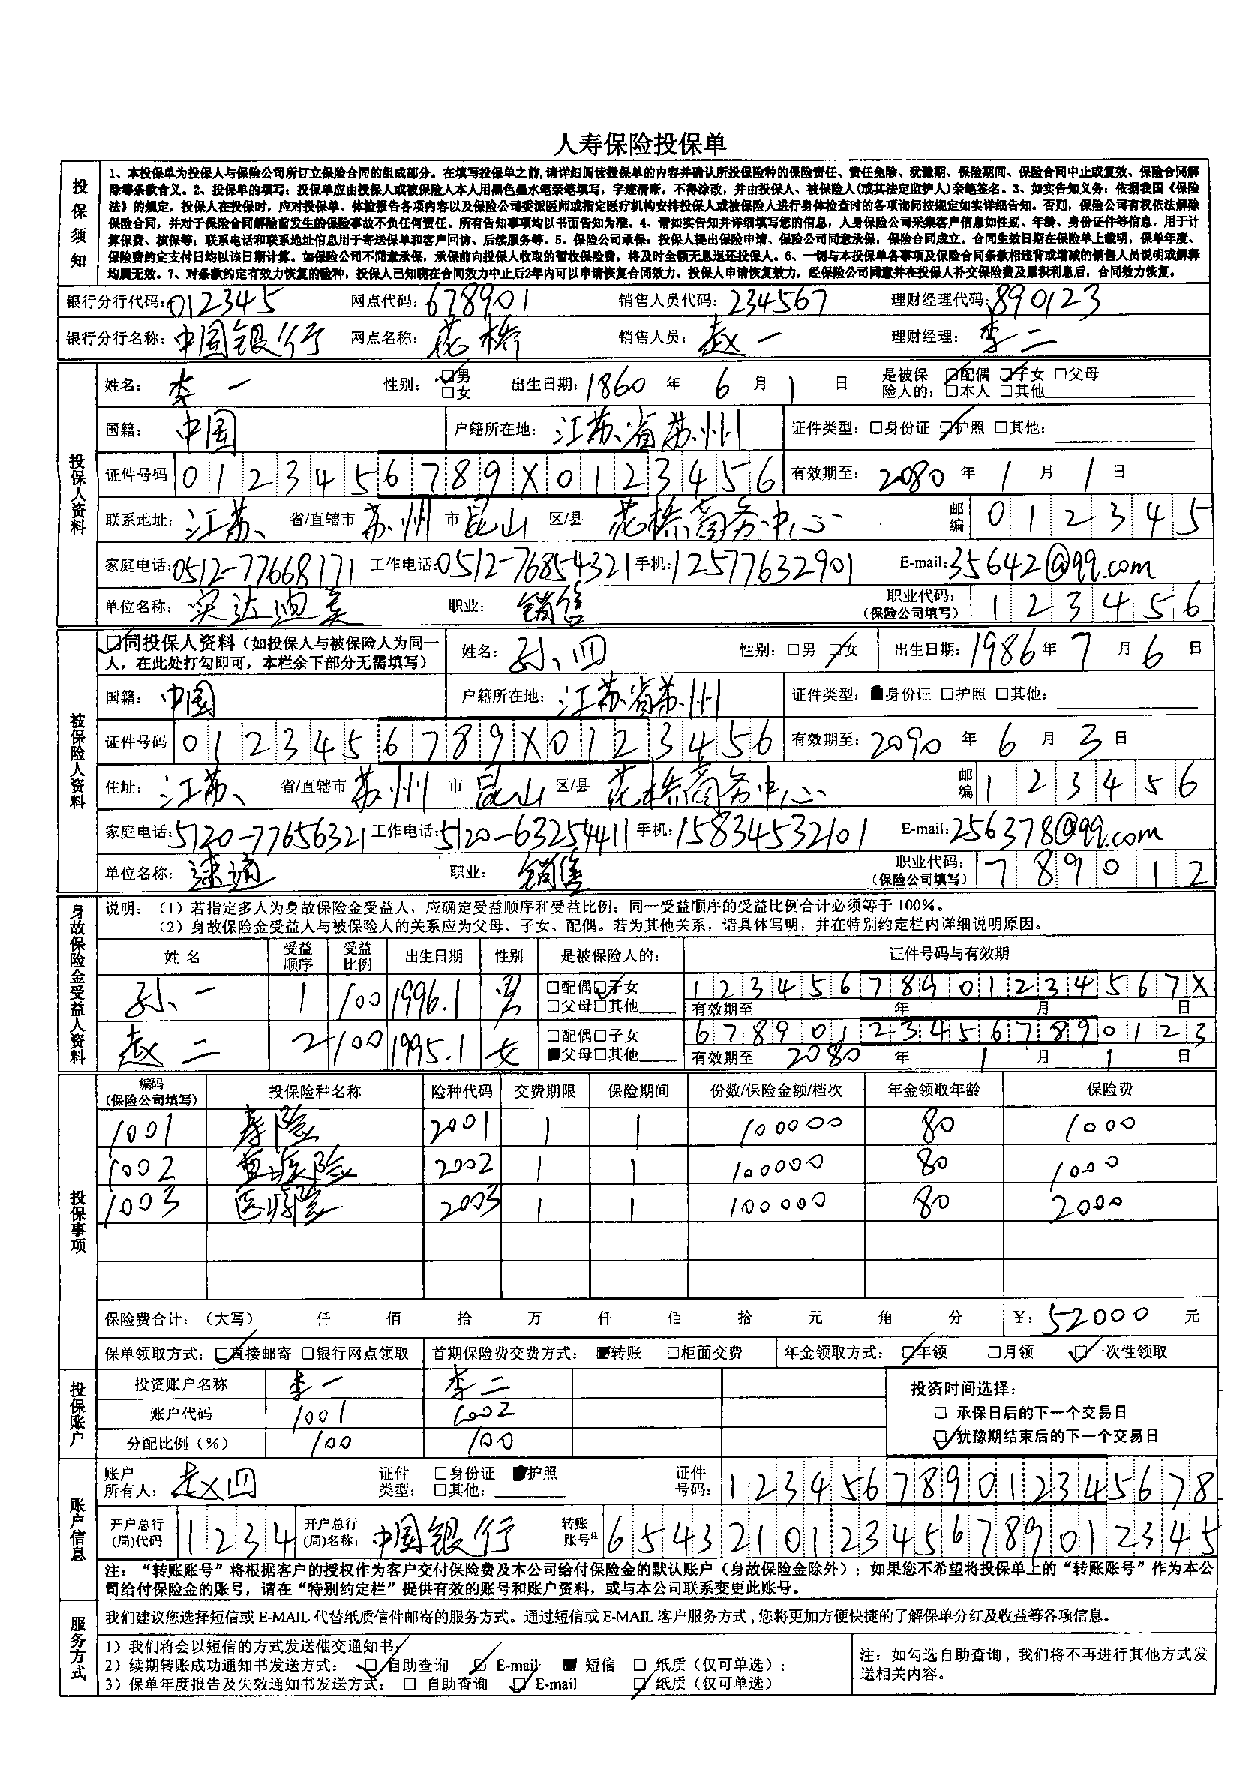 人寿保险投保单
投保须知
1、本投保单为投保人与保险公司所订立保险合同的组成部分。在填写投保单之前,请详细阅读投保险种的内容并确认所投保险种的保险责任、责任免除、犹豫期、保险期间、保险合同中止或复效、保险合同解
除等条款含义。2、投保单的填写:投保单应由投保人或被保险人本人用黑色墨水笔亲笔填写,字迹清晰,不得涂改,并由投保人、被保险人(或其法定监护人)亲笔签名。3、如实告知义务:依据我国《保险
法》的规定,投保人在投保时,应对投保单、体检报告各项内容以及保险公司委派医师或指定医疗机构安排投保人或被保险人进行身体检查时的各项询问按规定如实详细告知。否则,保险公司有权依法解除
保险合同,并对于保险合同解除前发生的保险事故不负任何责任。所有告知事项均以书面告知为准。4、请如实告知并详细填写您的信息,人身保险公司采集客户信息如性别、年龄、身份证件等信息,用于计
算保费、核保等,联系电话和联系地址信息用于寄送保单和客户回访、后续服务等。5、保险公司承保:投保人提出保险申请、保险公司同意承保,保险合同成立。合同生效日期在保险单上载明,保单年度、
保险费约定支付日均以该日期计算。如保险公司不同意承保,承保前向投保人收取的暂收保险费,将及时全额无息退还投保人。6、一切与本投保单各事项及保险合同条款相违背或增减的销售人员说明或解释
均属无效。7、对条款约定有效力恢复的险种,投保人已知晓在合同效力中止后2年内可以申请恢复合同效力。投保人申请恢复效力,经保险公司同意并在投保人补交保险费及累积利息后,合同效力恢复。
银行分行代码:012345 网点代码:678901 销售人员代码:234567 理财经理代码:890123
银行分行名称:中国银行 网点名称:花桥 销售人员:赵一 理财经理:李二
投保人资料
姓名:李一 性别:□男 □女 出生日期:1860年6月1日 是被保险人的:□配偶 □子女 □父母 □本人 □其他
国籍:中国 户籍所在地:江苏省苏州 证件类型:□身份证 □护照 □其他:
证件号码 0123456789X0123456 有效期至:2080年1月1日
联系地址:江苏 省/直辖市 苏州 市 昆山 区/县 花桥商务中心 邮编 012345
家庭电话:0512-77668171 工作电话:0512-76854321 手机:12577632901 E-mail:35642@qq.com
单位名称:实达迪美 职业:销售 职业代码:(保险公司填写) 123456
被保险人资料
□同投保人资料(如投保人与被保险人为同一人,在此处打勾即可,本栏余下部分无需填写) 姓名:孙四 性别:□男 □女 出生日期:1986年7月6日
国籍:中国 户籍所在地:江苏省苏州 证件类型:■身份证 □护照 □其他:
证件号码 0123456789X0123456 有效期至:2090年6月3日
住址:江苏 省/直辖市 苏州 市 昆山 区/县 花桥商务中心 邮编 123456
家庭电话:5120-77656321 工作电话:5120-63254411 手机:15834532101 E-mail:256378@qq.com
单位名称:速通 职业:销售 职业代码:(保险公司填写) 789012
身故保险金受益人资料
说明:(1)若指定多人为身故保险金受益人,应确定受益顺序和受益比例;同一受益顺序的受益比例合计必须等于100%。
(2)身故保险金受益人与被保险人的关系应为父母、子女、配偶。若为其他关系,请具体写明,并在特别约定栏内详细说明原因。
姓名 受益顺序 受益比例 出生日期 性别 是被保险人的: 证件号码与有效期
孙一 1 100 1996.1 男 □配偶□子女 □父母□其他 12345678901234567X
有效期至 年 月 日
赵二 2 100 1995.1 女 □配偶□子女 ■父母□其他 678901234567890123
有效期至 2080年1月1日
投保事项
编码(保险公司填写) 投保险种名称 险种代码 交费期限 保险期间 份数/保险金额/档次 年金领取年龄 保险费
1001 寿险 2001 1 1 100000 80 1000
1002 重疾险 2002 1 1 100000 80 1000
1003 医疗险 2003 1 1 100000 80 2000
保险费合计:(大写) 仟 佰 拾 万 仟 佰 拾 元 角 分 ¥:52000元
保单领取方式:□直接邮寄 □银行网点领取 首期保险费交费方式:■转账 □柜面交费 年金领取方式:□年领 □月领 □一次性领取
投保账户
投资账户名称 李一 李二
账户代码 1001 1002
分配比例(%) 100 100
投资时间选择:
□ 承保日后的下一个交易日
□ 犹豫期结束后的下一个交易日
账户信息
账户所有人:赵四 证件类型:□身份证 ■护照 □其他: 证件号码:123456789012345678
开户总行(局)代码 1234 开户总行(局)名称:中国银行 转账账号: 6543210123456789012345
注:“转账账号”将根据客户的授权作为客户交付保险费及本公司给付保险金的默认账户(身故保险金除外);如果您不希望将投保单上的“转账账号”作为本公
司给付保险金的账号,请在“特别约定栏”提供有效的账号和账户资料,或与本公司联系变更此账号。
服务方式
我们建议您选择短信或E-MAIL代替纸质信件邮寄的服务方式。通过短信或E-MAIL客户服务方式,您将更加方便快捷的了解保单分红及收益等各项信息。
1)我们将会以短信的方式发送催交通知书
2)续期转账成功通知书发送方式:□自助查询 □ E-mail ■ 短信 □ 纸质(仅可单选);
3)保单年度报告及失效通知书发送方式:□ 自助查询 □ E-mail □ 纸质(仅可单选)
注:如勾选自助查询,我们将不再进行其他方式发
送相关内容。